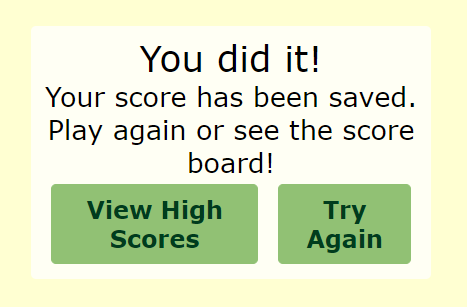 You did it!
Your score has been saved.
Play again or see the score
board!
View High
Scores
Try
Again